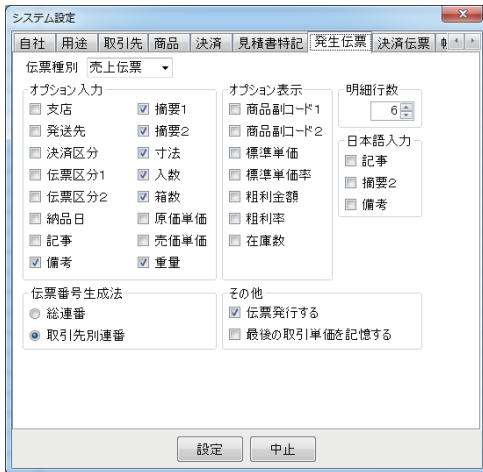 システム設定
自社 用途 取引先 商品 決済 見積書特記 発生伝票 決済伝票
伝票種別 売上伝票
オプション入力
支店 摘要1
発送先 摘要2
決済区分 寸法
伝票区分1 入数
伝票区分2 箱数
納品日 原価単価
記事 売価単価
備考 重量
オプション表示
商品副コード1
商品副コード2
標準単価
標準単価率
粗利金額
粗利率
在庫数
明細行数
6
日本語入力
記事
摘要2
備考
伝票番号生成法
総連番
取引先別連番
その他
伝票発行する
最後の取引単価を記憶する
設定 中止